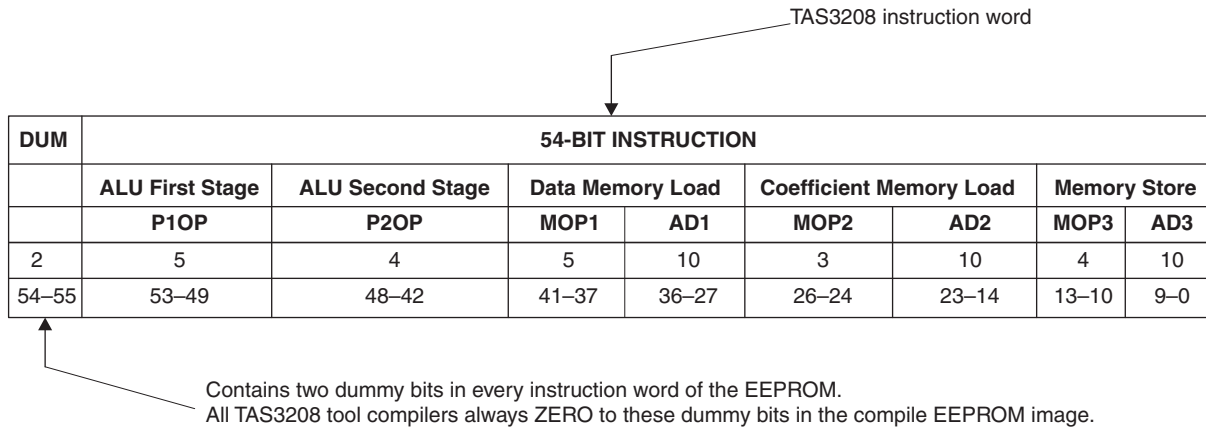 TAS3208 instruction word
DUM 54-BIT INSTRUCTION
ALU First Stage ALU Second Stage Data Memory Load Coefficient Memory Load Memory Store
P1OP P2OP MOP1 AD1 MOP2 AD2 MOP3 AD3
2 5 4 5 10 3 10 4 10
54–55 53–49 48–42 41–37 36–27 26–24 23–14 13–10 9–0
Contains two dummy bits in every instruction word of the EEPROM.
All TAS3208 tool compilers always ZERO to these dummy bits in the compile EEPROM image.